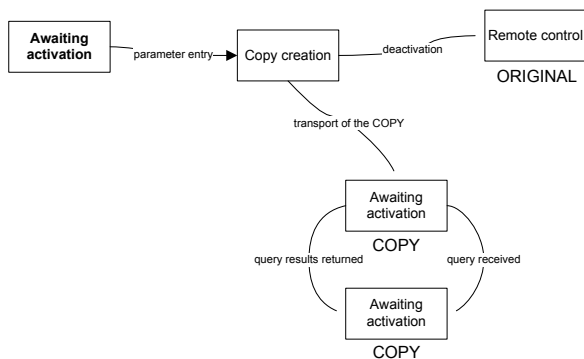 Awaiting
activation
parameter entry
Copy creation
deactivation
Remote control
ORIGINAL
transport of the COPY
Awaiting
activation
COPY
query results returned
query received
Awaiting
activation
COPY